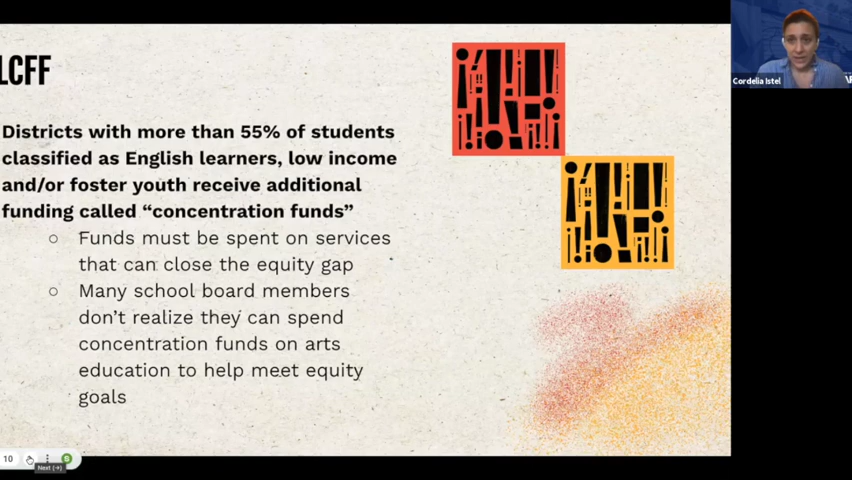 LCFF
Districts with more than 55% of students
classified as English learners, low income
and/or foster youth receive additional
funding called “concentration funds”
Funds must be spent on services
that can close the equity gap
Many school board members
don’t realize they can spend
concentration funds on arts
education to help meet equity
goals
Cordelia Istel
10
Next (→)
S